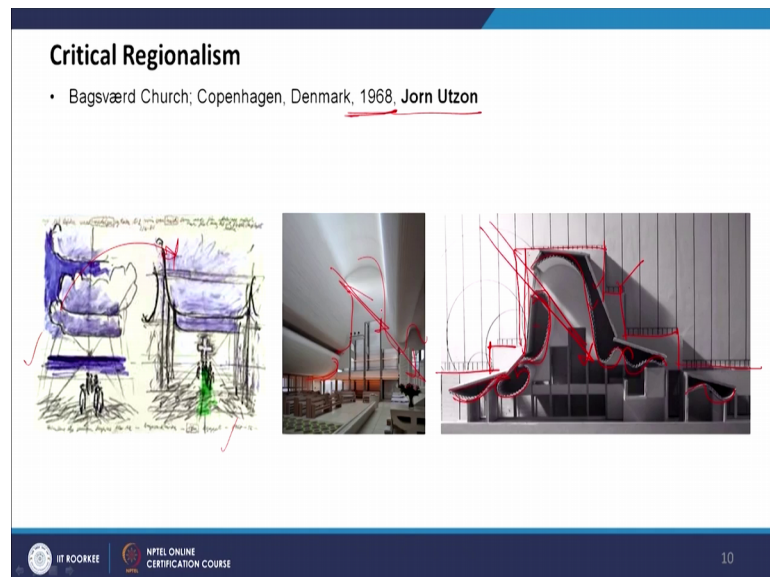 Critical Regionalism
• Bagsværd Church; Copenhagen, Denmark, 1968, Jorn Utzon
IIT ROORKEE
NPTEL ONLINE
CERTIFICATION COURSE
10